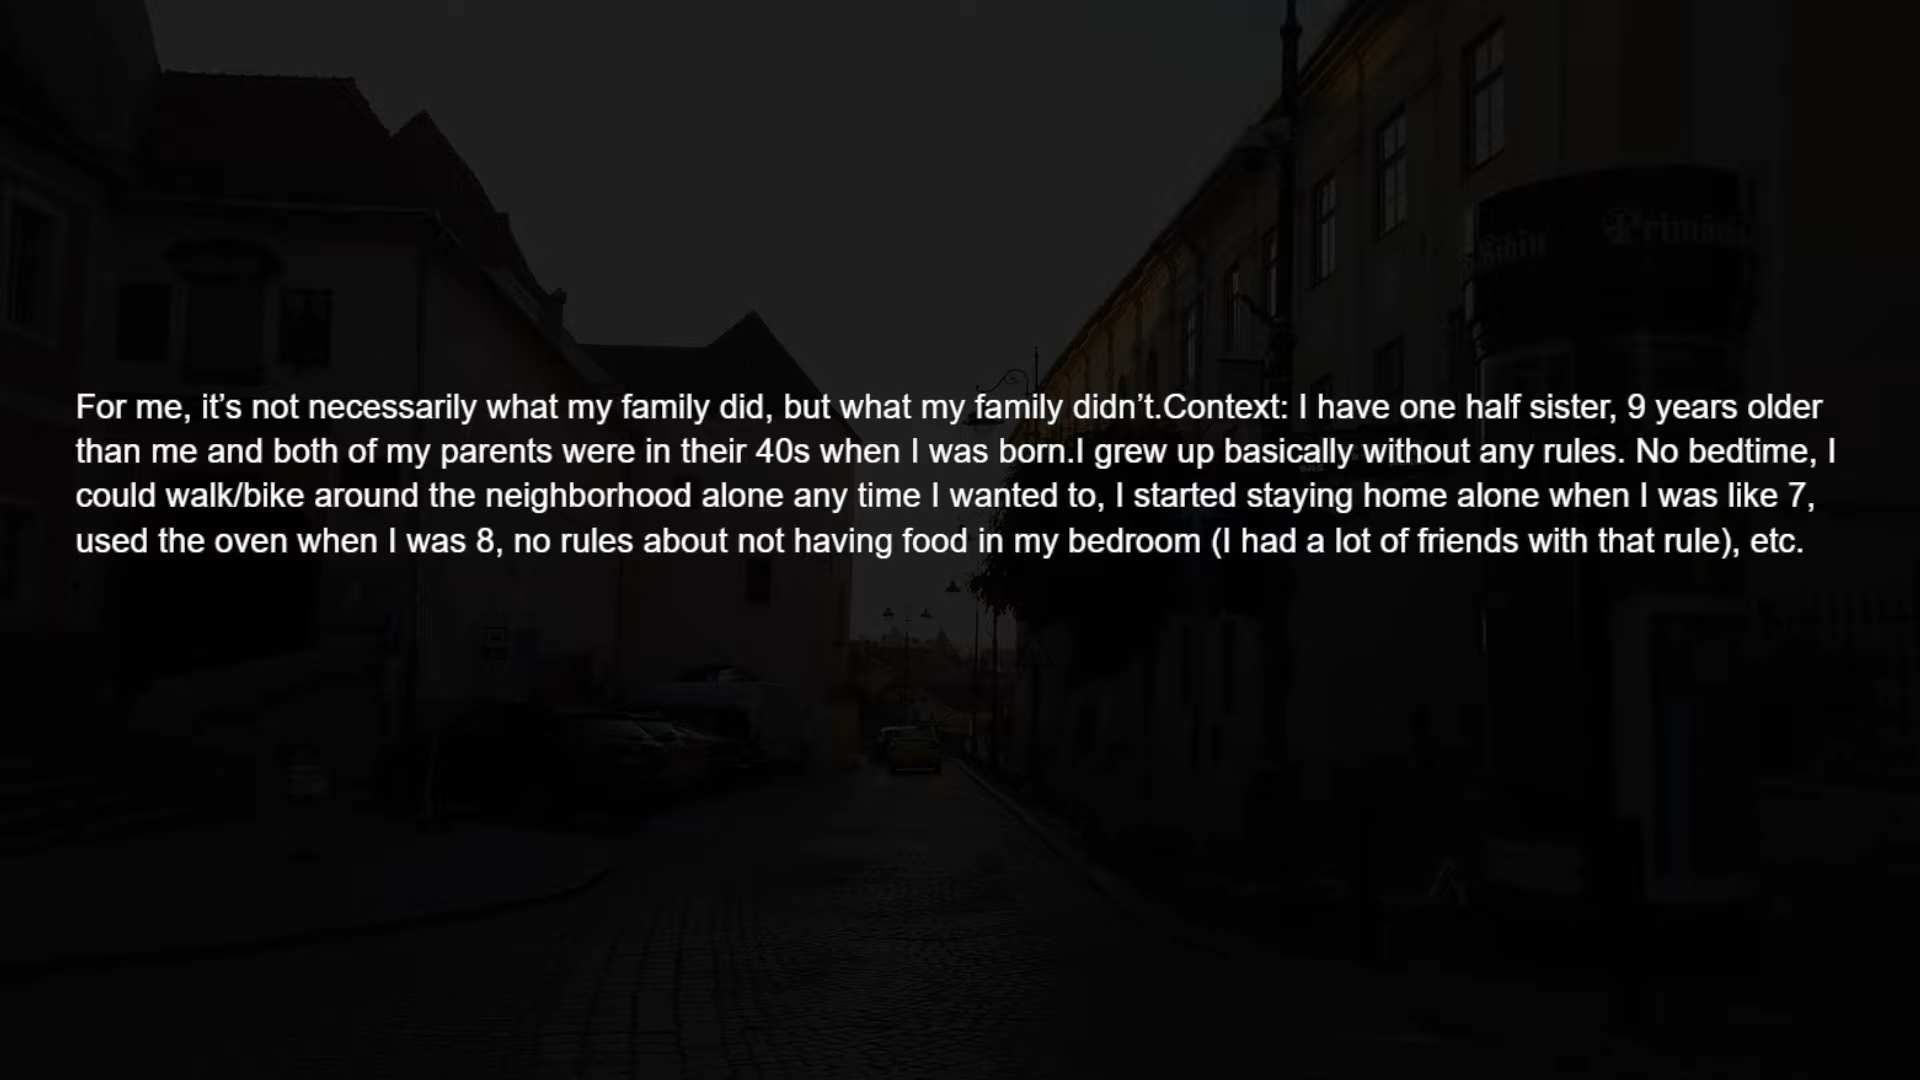 For me, it’s not necessarily what my family did, but what my family didn’t.Context: I have one half sister, 9 years older
than me and both of my parents were in their 40s when I was born.I grew up basically without any rules. No bedtime, I
could walk/bike around the neighborhood alone any time I wanted to, I started staying home alone when I was like 7,
used the oven when I was 8, no rules about not having food in my bedroom (I had a lot of friends with that rule), etc.
Sibiu